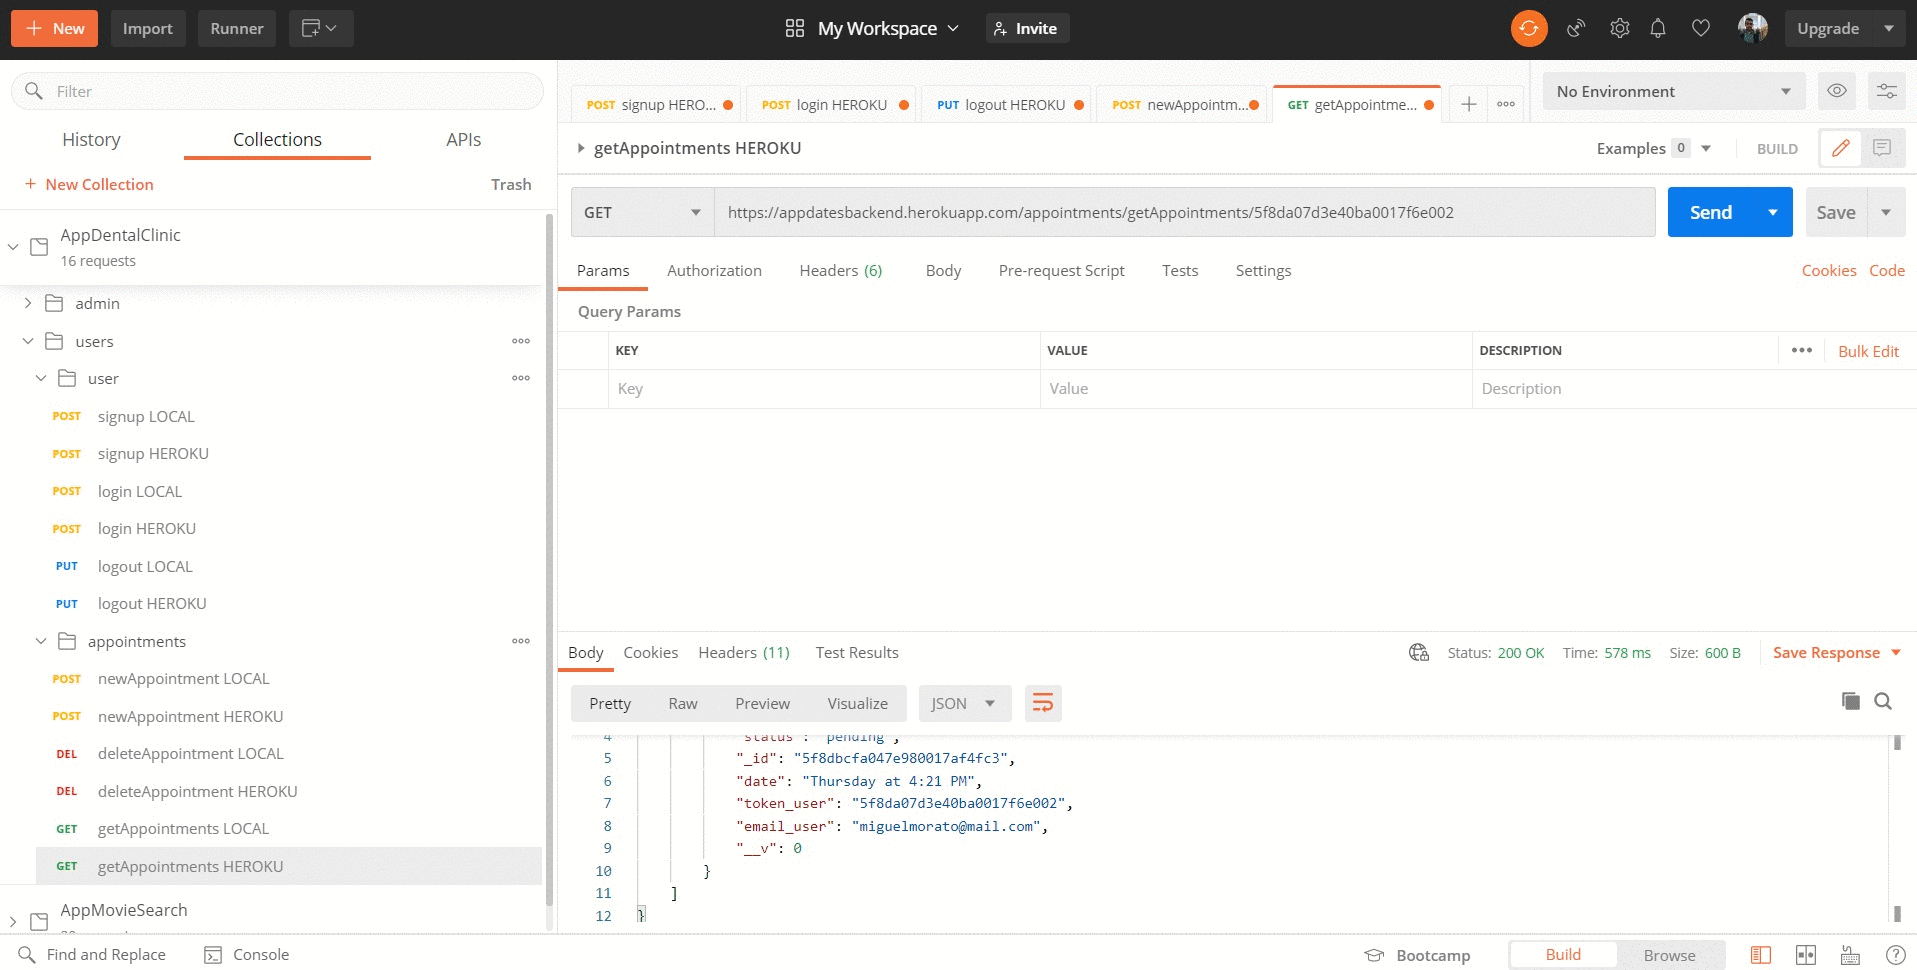 New
Import
Runner
My Workspace
Invite
Upgrade
Filter
History
Collections
APIs
New Collection
Trash
AppDentalClinic
16 requests
admin
users
user
POST signup LOCAL
POST signup HEROKU
POST login LOCAL
POST login HEROKU
PUT logout LOCAL
PUT logout HEROKU
appointments
POST newAppointment LOCAL
POST newAppointment HEROKU
DEL deleteAppointment LOCAL
DEL deleteAppointment HEROKU
GET getAppointments LOCAL
GET getAppointments HEROKU
AppMovieSearch
POST signup HERO...
POST login HEROKU
PUT logout HEROKU
POST newAppointm...
GET getAppointme...
No Environment
getAppointments HEROKU
Examples 0
BUILD
GET
https://appdatesbackend.herokuapp.com/appointments/getAppointments/5f8da07d3e40ba0017f6e002
Send
Save
Params
Authorization
Headers (6)
Body
Pre-request Script
Tests
Settings
Cookies
Code
Query Params
KEY
VALUE
DESCRIPTION
Bulk Edit
Key
Value
Description
Body
Cookies
Headers (11)
Test Results
Status: 200 OK
Time: 578 ms
Size: 600 B
Save Response
Pretty
Raw
Preview
Visualize
JSON
4 "status": "pending",
5 "_id": "5f8dbcfa047e980017af4fc3",
6 "date": "Thursday at 4:21 PM",
7 "token_user": "5f8da07d3e40ba0017f6e002",
8 "email_user": "miguelmorato@mail.com",
9 "__v": 0
10 }
11 ]
12 }
Find and Replace
Console
Bootcamp
Build
Browse